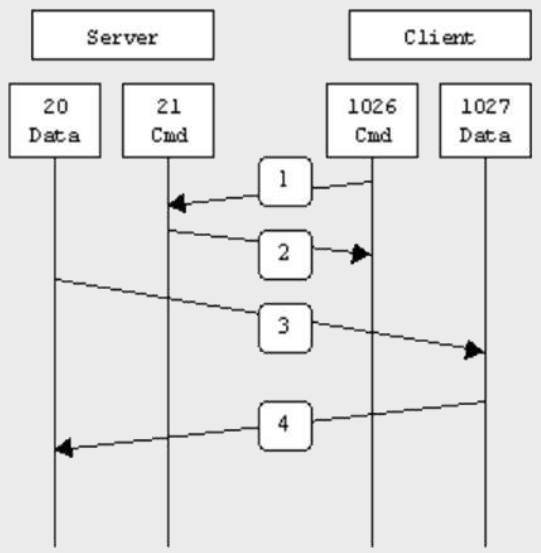 Server
Client
20
Data
21
Cmd
1026
Cmd
1027
Data
1
2
3
4